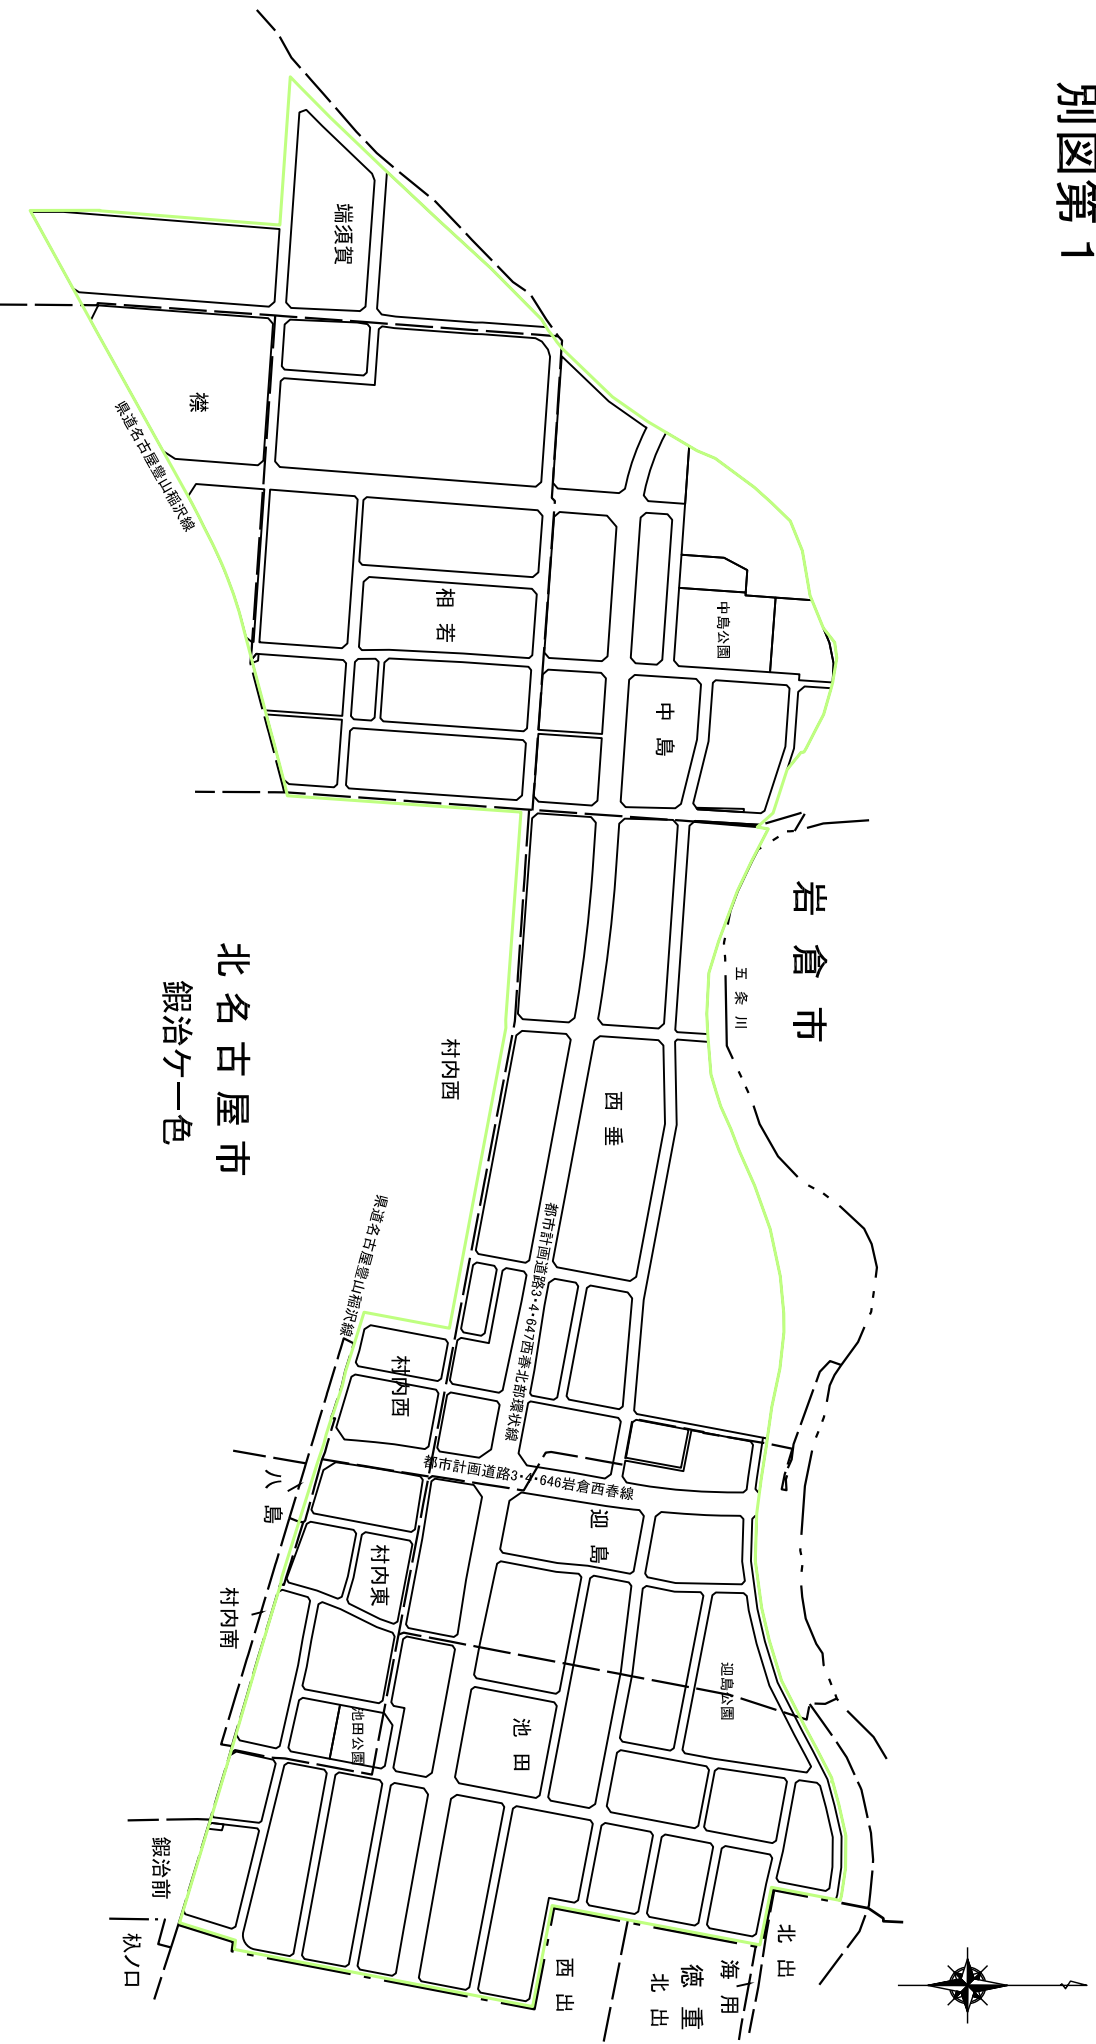 別図第1
端須賀
襟
県道名古屋豊山稲沢線
相若
中島公園
中島
岩倉市
五条川
北名古屋市
鍜治ケ一色
村内西
西垂
都市計画道路3・4・647西春北部環状線
県道名古屋豊山稲沢線
村内西
都市計画道路3・4・646岩倉西春線
八島
迎島
村内東
村内南
迎島公園
池田
池田公園
鍜治前
杁ノ口
西出
北出
海用
徳重
北出